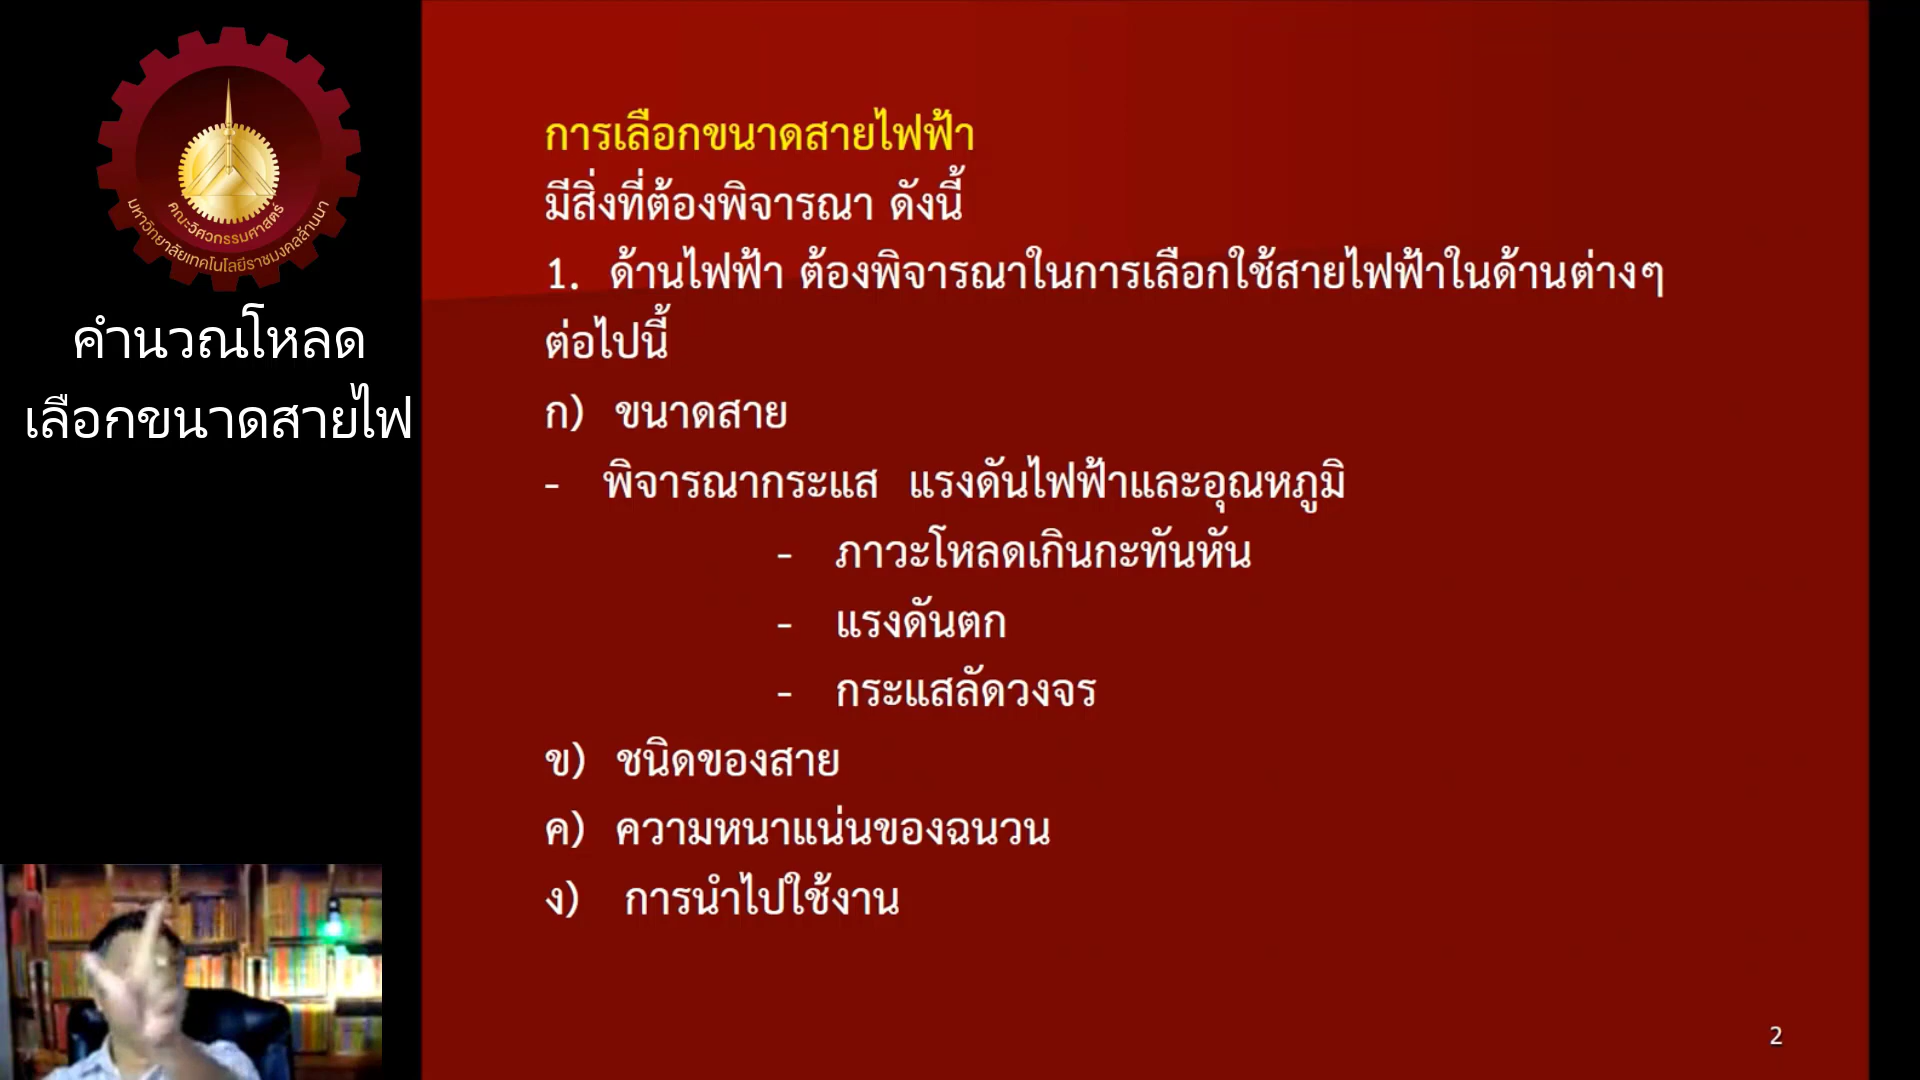 คณะวิศวกรรมศาสตร์
มหาวิทยาลัยเทคโนโลยีราชมงคลล้านนา
คำนวณโหลด
เลือกขนาดสายไฟ
การเลือกขนาดสายไฟฟ้า
มีสิ่งที่ต้องพิจารณา ดังนี้
1. ด้านไฟฟ้า ต้องพิจารณาในการเลือกใช้สายไฟฟ้าในด้านต่างๆ
ต่อไปนี้
ก) ขนาดสาย
- พิจารณากระแส แรงดันไฟฟ้าและอุณหภูมิ
- ภาวะโหลดเกินกะทันหัน
- แรงดันตก
- กระแสลัดวงจร
ข) ชนิดของสาย
ค) ความหนาแน่นของฉนวน
ง) การนำไปใช้งาน
2